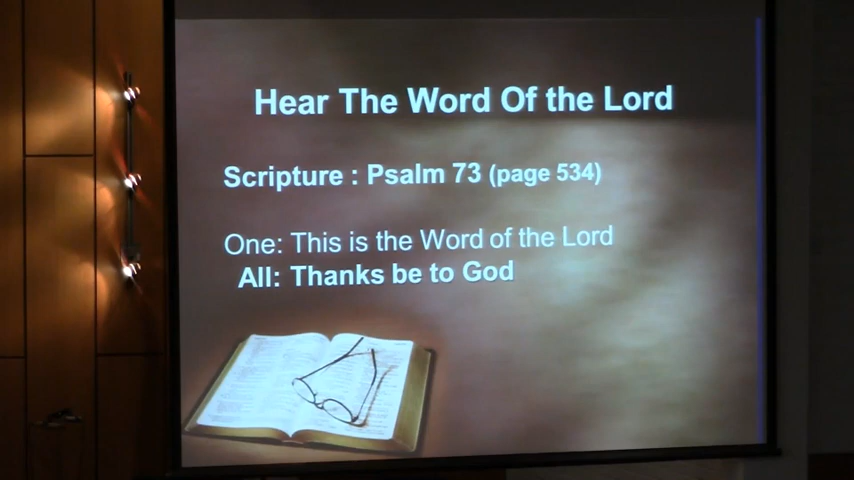 Hear The Word Of the Lord
Scripture : Psalm 73 (page 534)
One: This is the Word of the Lord
All: Thanks be to God